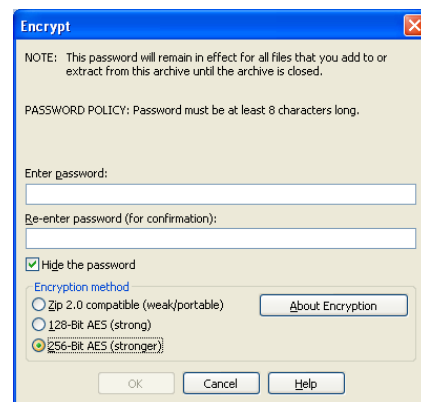 Encrypt
NOTE: This password will remain in effect for all files that you add to or
extract from this archive until the archive is closed.
PASSWORD POLICY: Password must be at least 8 characters long.
Enter password:
Re-enter password (for confirmation):
Hide the password
Encryption method
Zip 2.0 compatible (weak/portable)
About Encryption
128-Bit AES (strong)
256-Bit AES (stronger)
OK Cancel Help